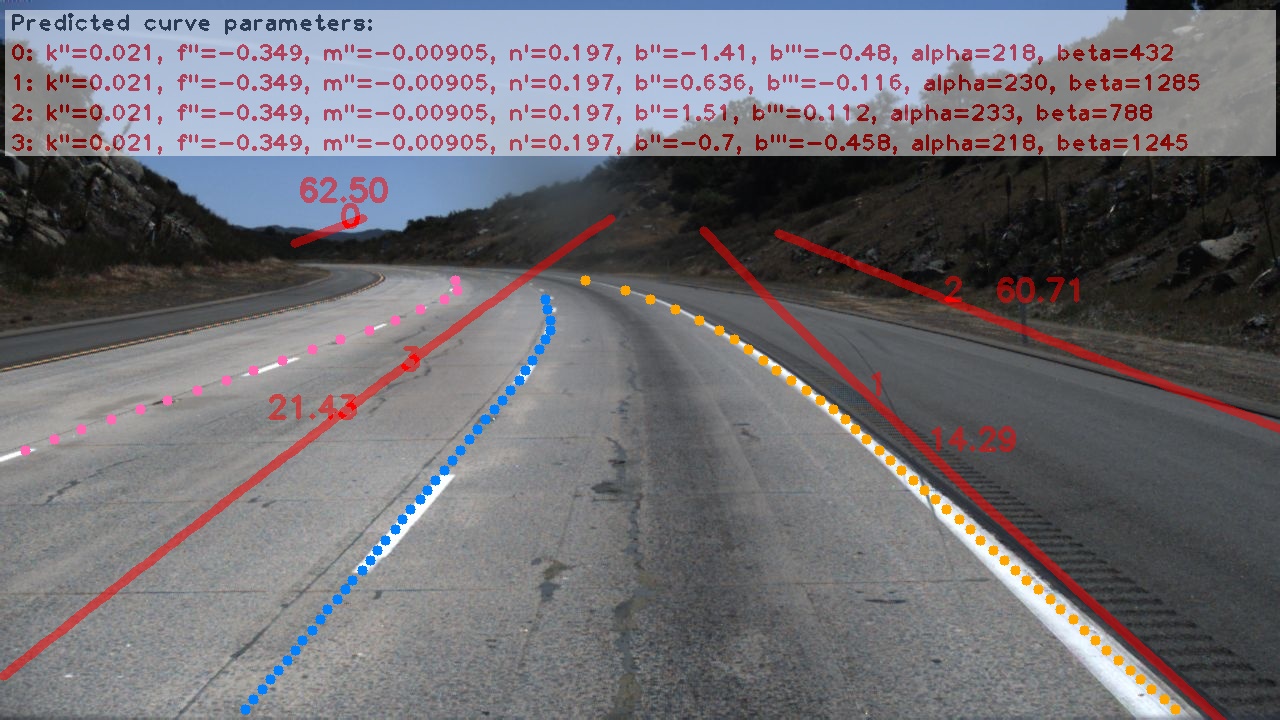 Predicted curve parameters:
0: k''=0.021, f''=−0.349, m''=−0.00905, n'=0.197, b''=−1.41, b'''=−0.48, alpha=218, beta=432
1: k''=0.021, f''=−0.349, m''=−0.00905, n'=0.197, b''=0.636, b'''=−0.116, alpha=230, beta=1285
2: k''=0.021, f''=−0.349, m''=−0.00905, n'=0.197, b''=1.51, b'''=0.112, alpha=233, beta=788
3: k''=0.021, f''=−0.349, m''=−0.00905, n'=0.197, b''=−0.7, b'''=−0.458, alpha=218, beta=1245
62.50
0
2 60.71
3
1
21.43
14.29